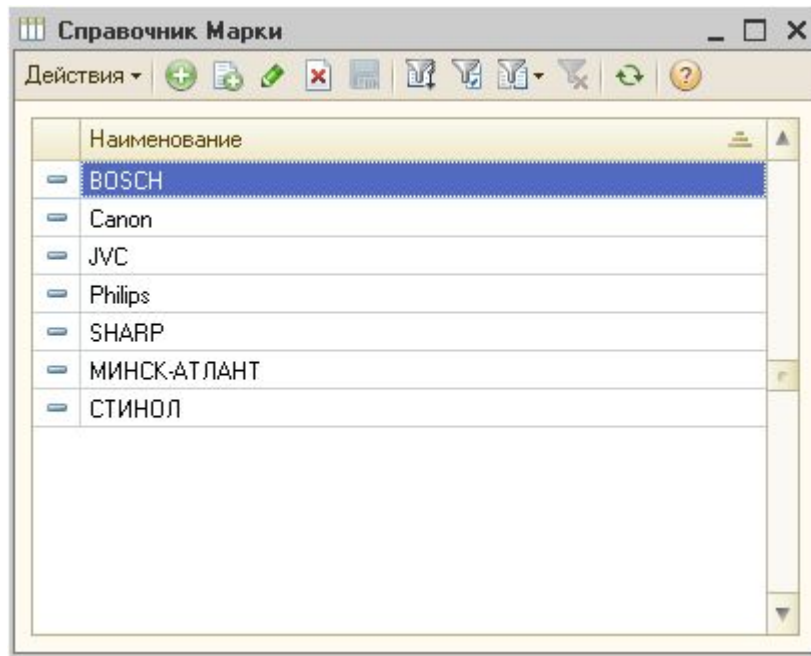 Справочник Марки
Действия
Наименование
BOSCH
Canon
JVC
Philips
SHARP
МИНСК-АТЛАНТ
СТИНОЛ